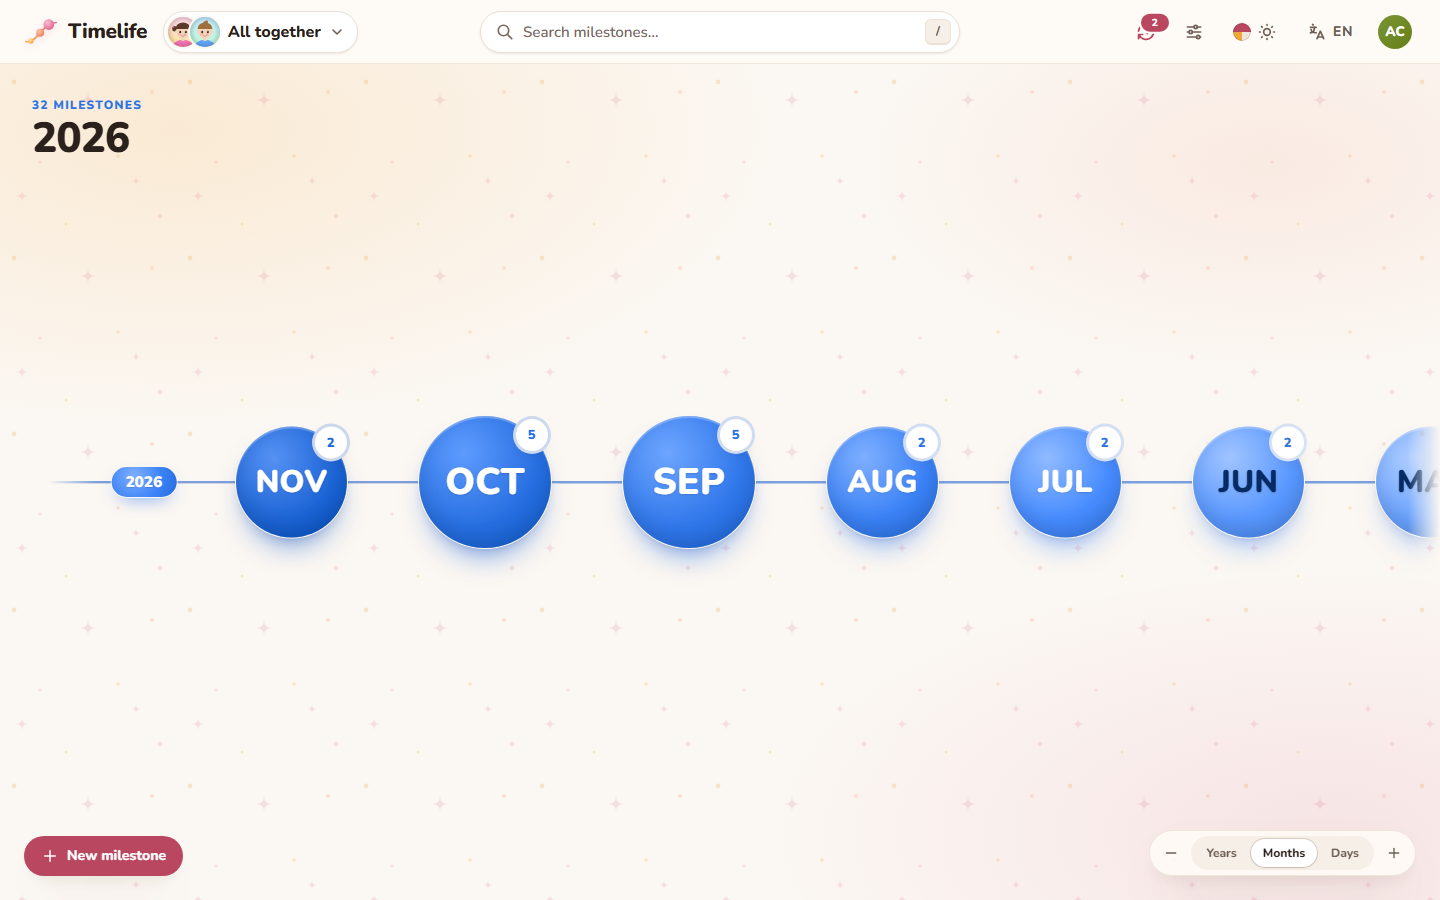 Timelife
All together
Search milestones...
/
2
EN
AC
32 MILESTONES
2026
2026
NOV
2
OCT
5
SEP
5
AUG
2
JUL
2
JUN
2
New milestone
Years
Months
Days